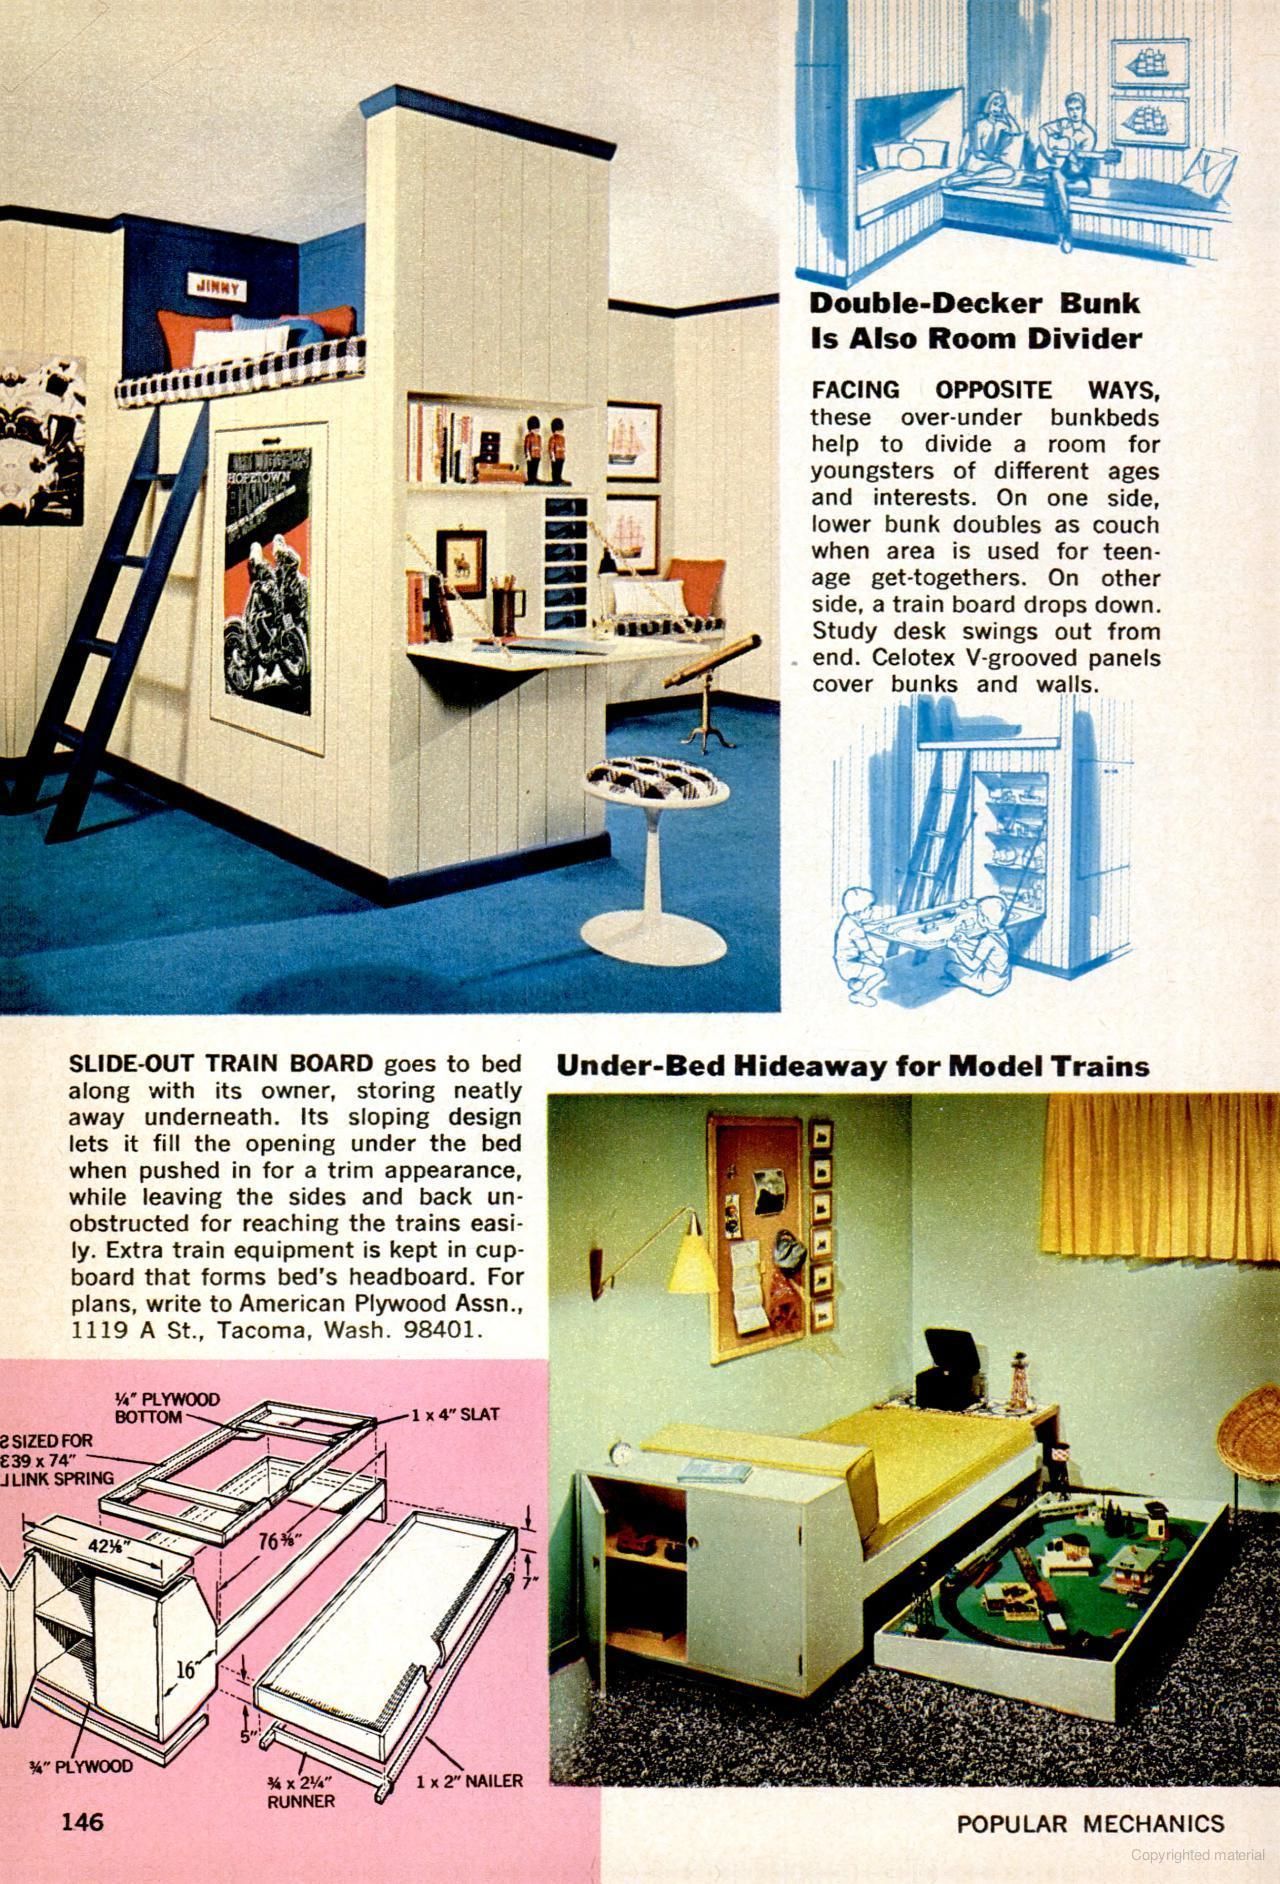 JIMMY
HOPETOWN
Double-Decker Bunk
Is Also Room Divider
FACING OPPOSITE WAYS,
these over-under bunkbeds
help to divide a room for
youngsters of different ages
and interests. On one side,
lower bunk doubles as couch
when area is used for teen-
age get-togethers. On other
side, a train board drops down.
Study desk swings out from
end. Celotex V-grooved panels
cover bunks and walls.
SLIDE-OUT TRAIN BOARD goes to bed
along with its owner, storing neatly
away underneath. Its sloping design
lets it fill the opening under the bed
when pushed in for a trim appearance,
while leaving the sides and back un-
obstructed for reaching the trains easi-
ly. Extra train equipment is kept in cup-
board that forms bed's headboard. For
plans, write to American Plywood Assn.,
1119 A St., Tacoma, Wash. 98401.
Under-Bed Hideaway for Model Trains
¼" PLYWOOD
BOTTOM
1 x 4" SLAT
SIZED FOR
39 x 74"
LINK SPRING
42⅛"
76⅜"
7"
16"
5"
¾" PLYWOOD
¾ x 2¼"
RUNNER
1 x 2" NAILER
146
POPULAR MECHANICS
Copyrighted material